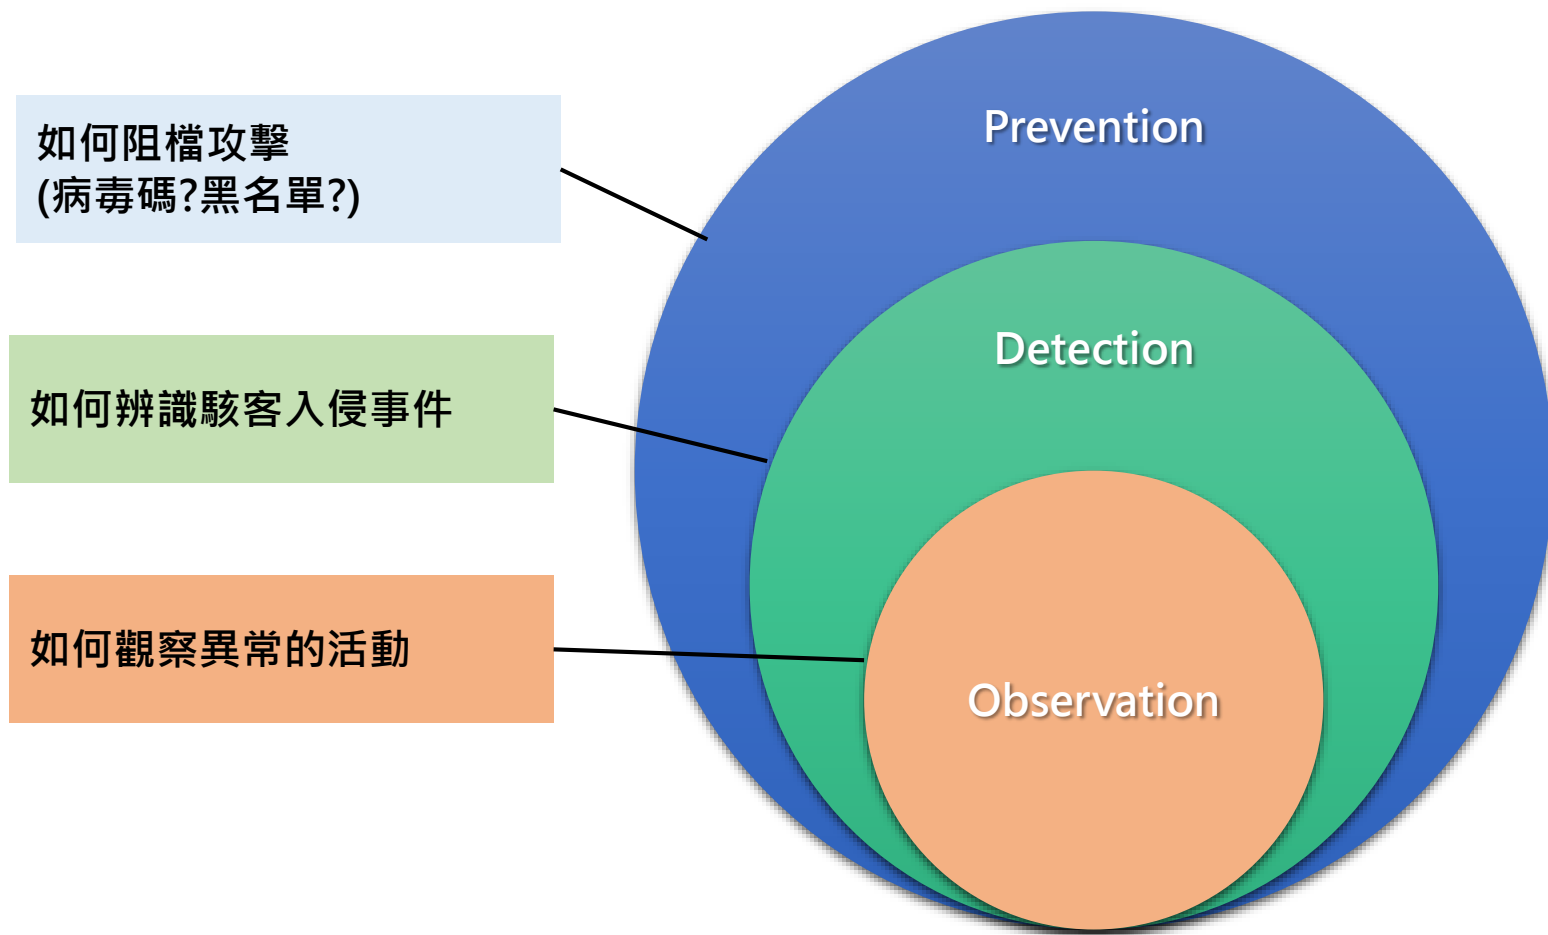 如何阻檔攻擊
(病毒碼?黑名單?)
Prevention
如何辨識駭客入侵事件
Detection
如何觀察異常的活動
Observation